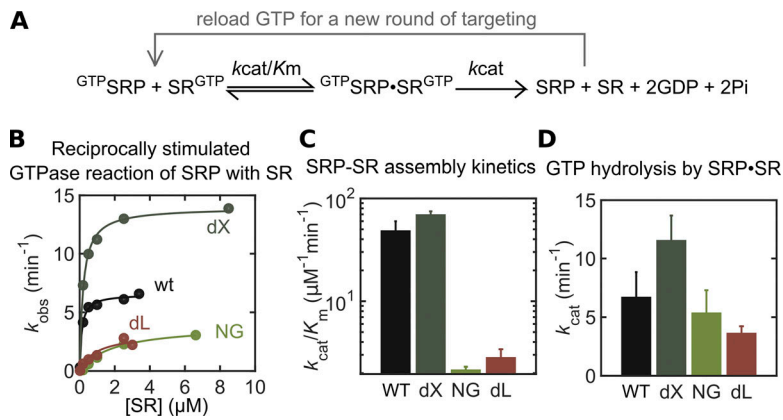 A
reload GTP for a new round of targeting
kcat/Km
kcat
GTPSRP + SRGTP
GTPSRP•SRGTP
SRP + SR + 2GDP + 2Pi
B
Reciprocally stimulated
GTPase reaction of SRP with SR
kobs (min−1)
15
10
5
0
dX
wt
dL
NG
0 2 4 6 8 10
[SR] (μM)
C
SRP-SR assembly kinetics
kcat/Km (μM−1min−1)
10²
10¹
WT dX NG dL
D
GTP hydrolysis by SRP•SR
kcat (min−1)
15
10
5
0
WT dX NG dL